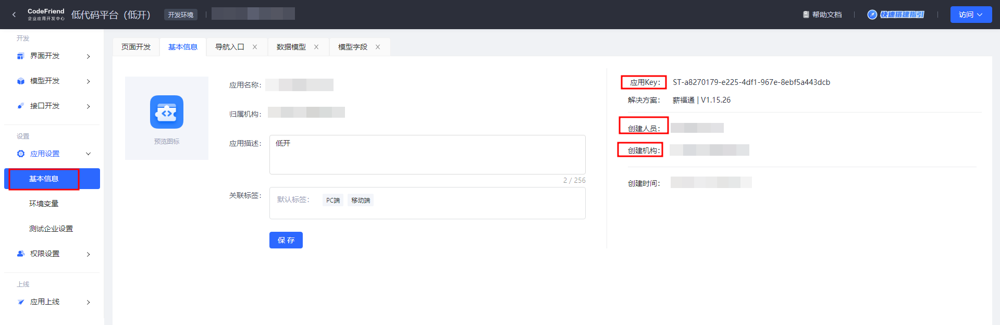 CodeFriend
企业应用开发中心
低代码平台（低开）
开发环境
帮助文档
快速搭建指引
访问
开发
界面开发
模型开发
接口开发
设置
应用设置
基本信息
环境变量
测试企业设置
权限设置
上线
应用上线
页面开发
基本信息
导航入口
数据模型
模型字段
预览图标
应用名称：
归属机构：
应用描述：
低开
2 / 256
关联标签：
默认标签：
PC端
移动端
保 存
应用Key： ST-a8270179-e225-4df1-967e-8ebf5a443dcb
解决方案： 薪福通 | V1.15.26
创建人员：
创建机构：
创建时间：